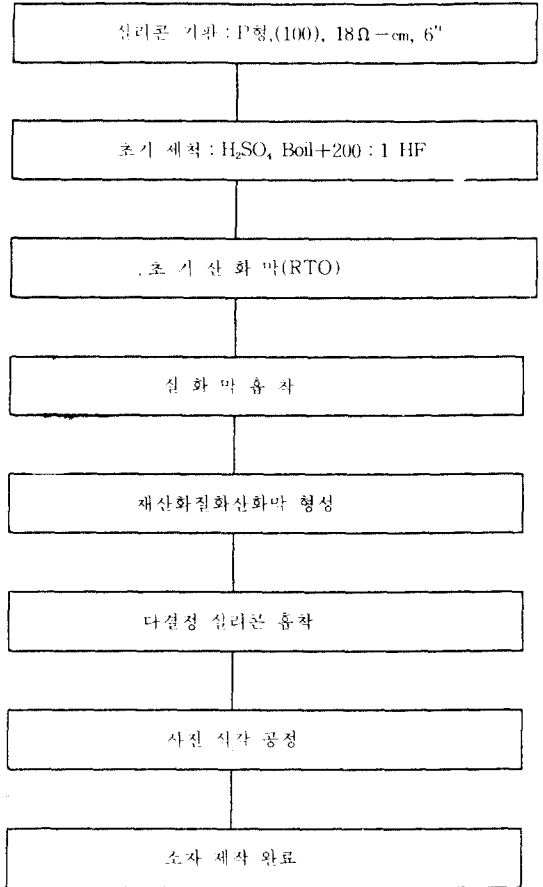 실리콘 기판 : P형,(100), 18Ω-cm, 6"
초기 세척 : H₂SO₄ Boil+200 : 1 HF
초 기 산 화 막(RTO)
질 화 막 흡 착
재산화질화산화막 형성
다결정 실리콘 흡착
사진 식각 공정
소자 제작 완료